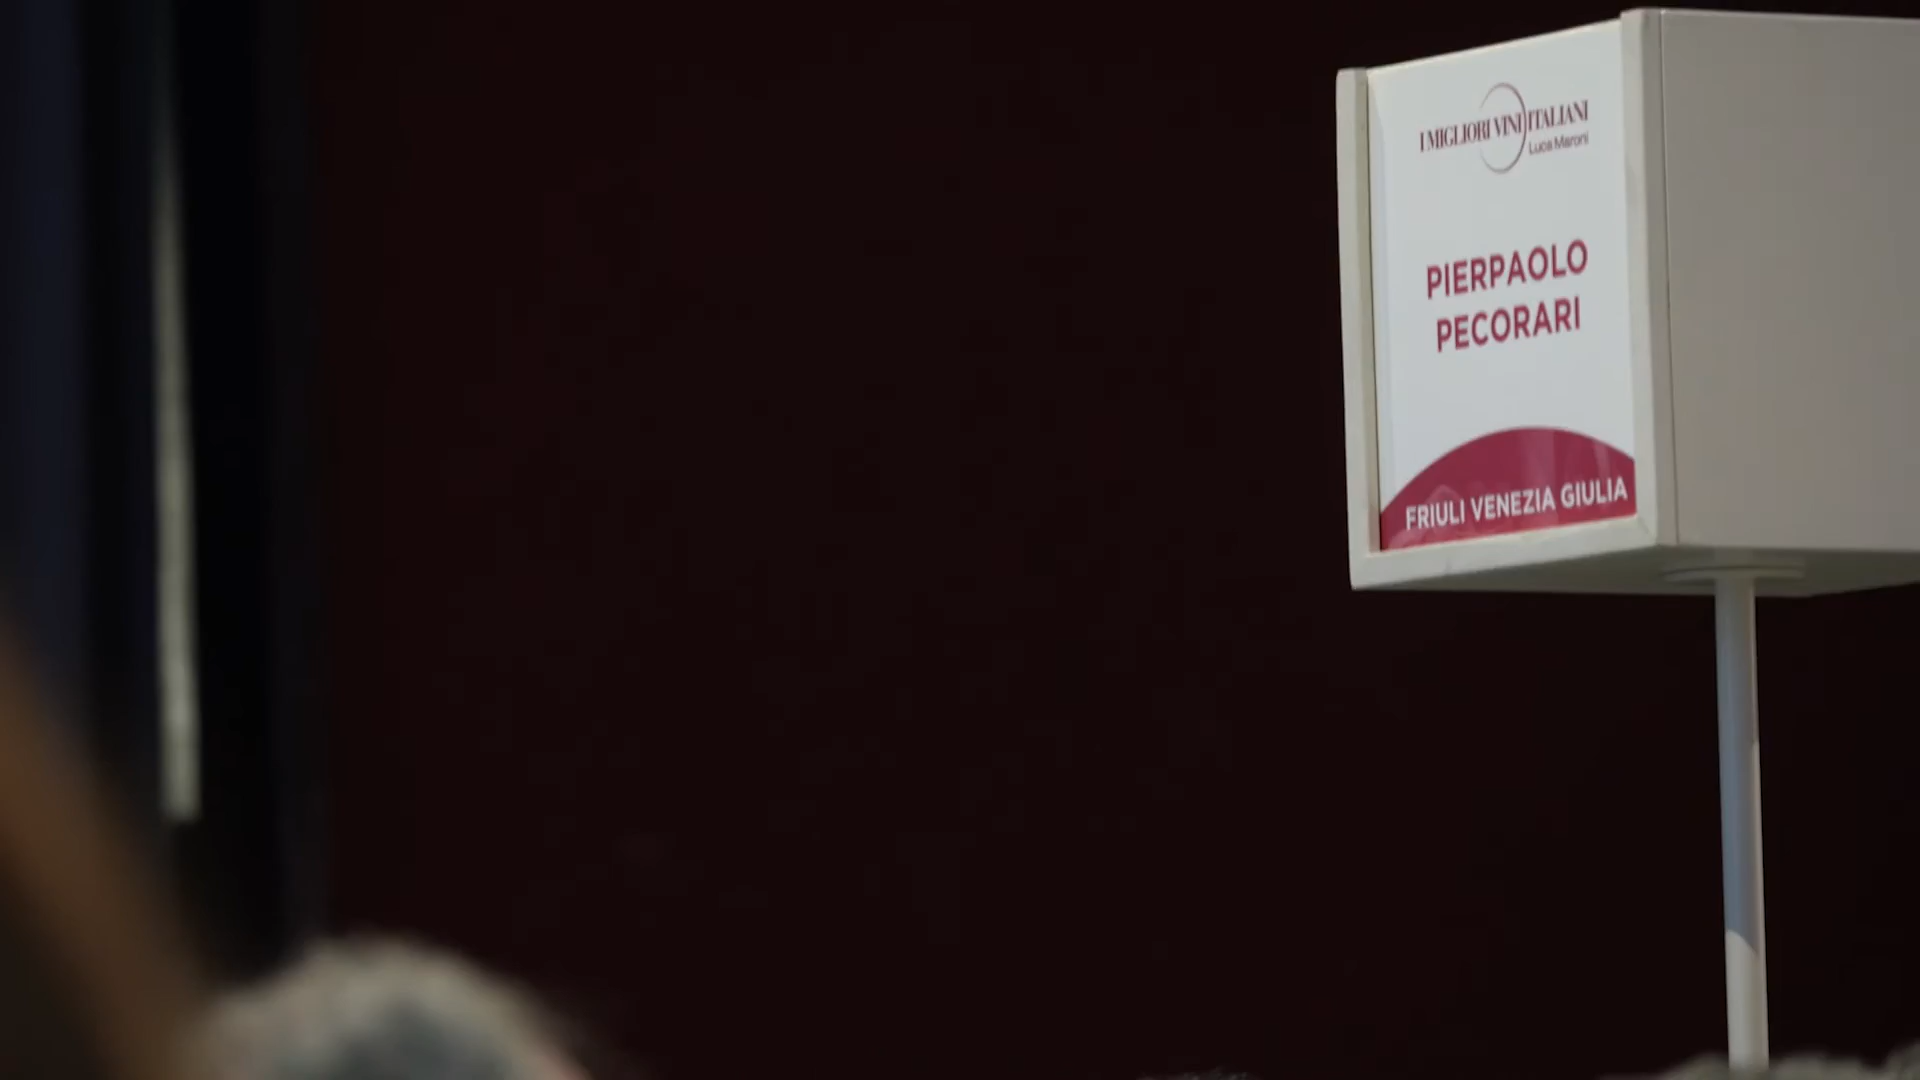 I MIGLIORI VINI ITALIANI
Luca Maroni
PIERPAOLO
PECORARI
FRIULI VENEZIA GIULIA